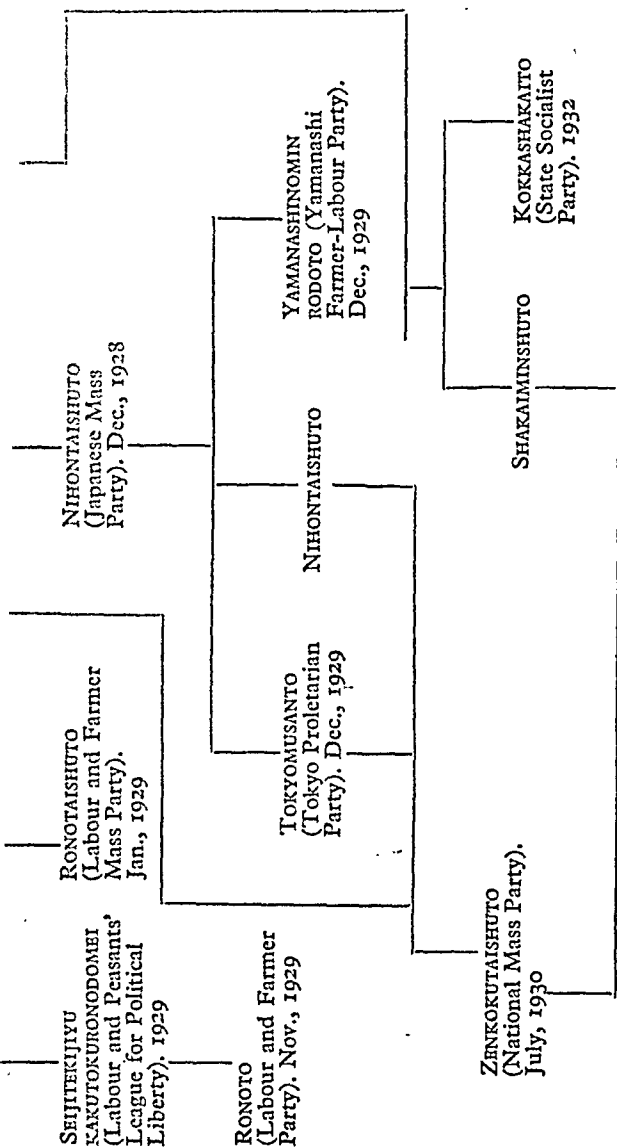 SEIJITEKIJIYU
KAKUTOKURONODOMEI
(Labour and Peasants'
League for Political
Liberty). 1929
RONOTAISHUTO
(Labour and Farmer
Mass Party).
Jan., 1929
NIHONTAISHUTO
(Japanese Mass
Party). Dec., 1928
RONOTO
(Labour and Farmer
Party). Nov., 1929
TOKYOMUSANTO
(Tokyo Proletarian
Party). Dec., 1929
NIHONTAISHUTO
YAMANASHINOMIN
RODOTO (Yamanashi
Farmer-Labour Party).
Dec., 1929
ZENKOKUTAISHUTO
(National Mass Party).
July, 1930
SHAKAIMINSHUTO
KOKKASHAKAITO
(State Socialist
Party). 1932